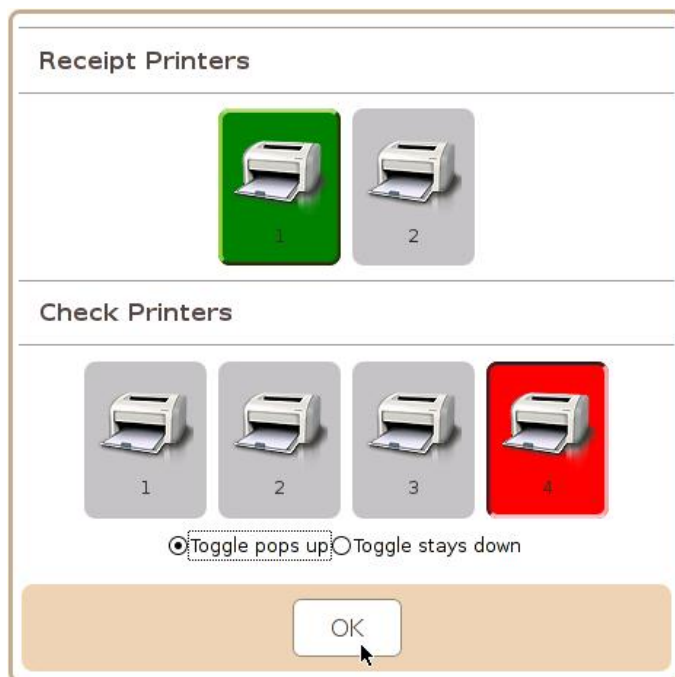 Receipt Printers
1 2
Check Printers
1 2 3 4
Toggle pops up Toggle stays down
OK